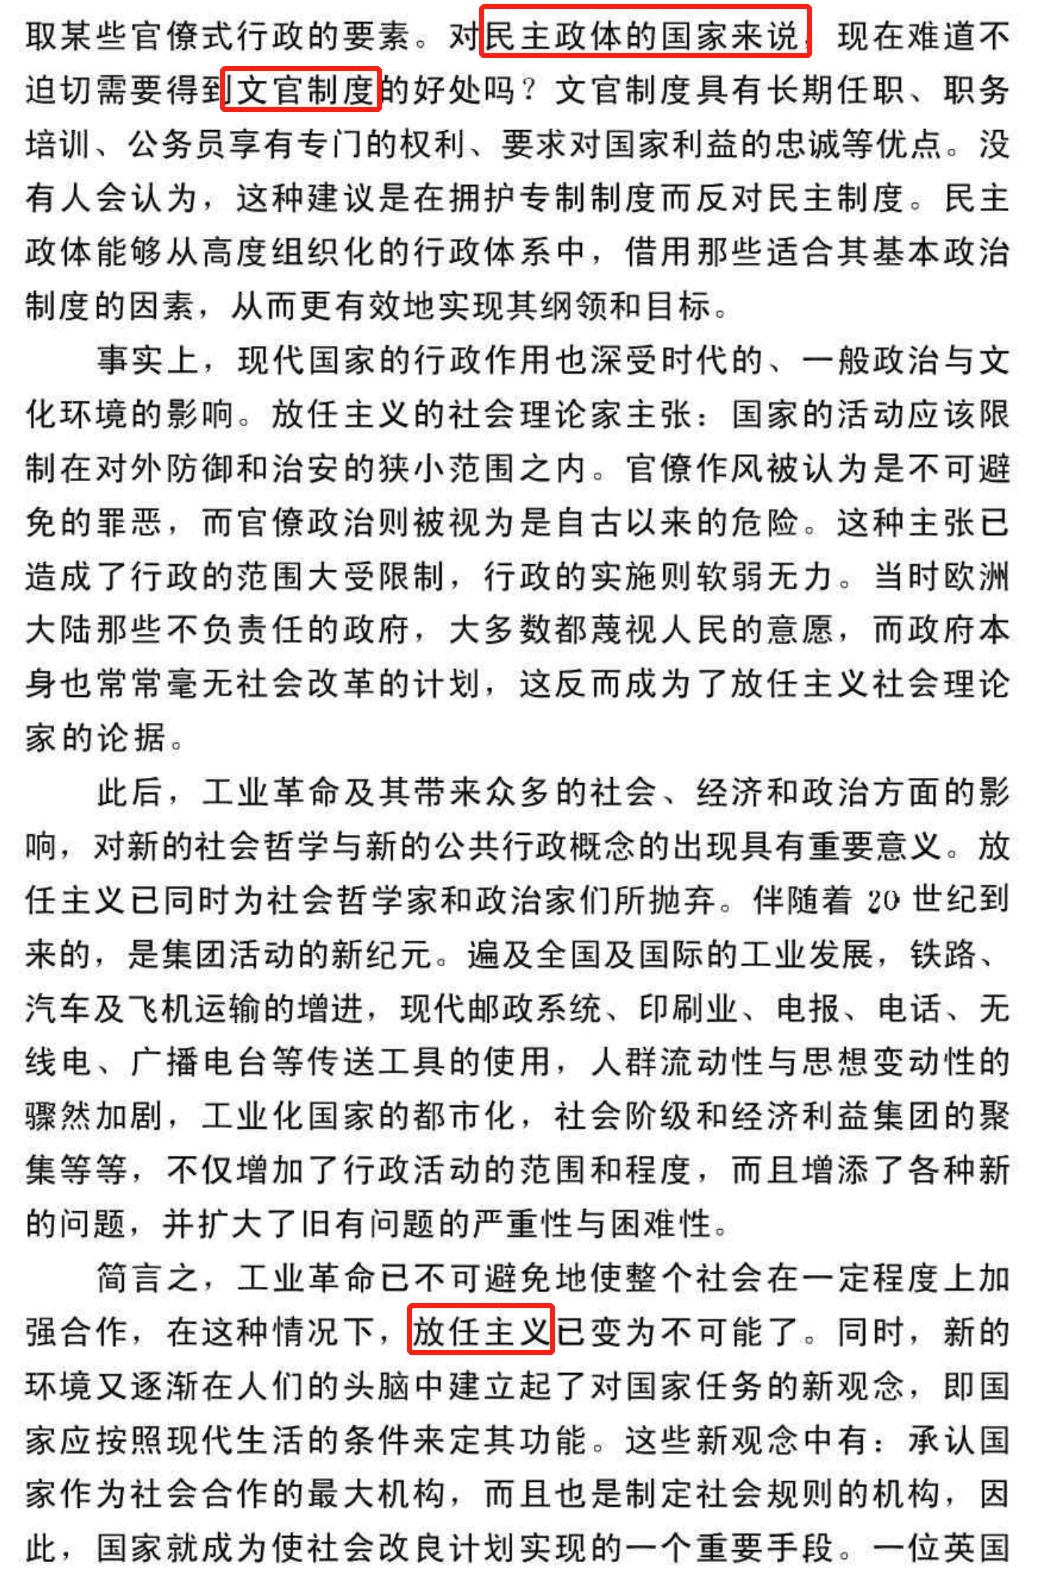 取某些官僚式行政的要素。对民主政体的国家来说，现在难道不
迫切需要得到文官制度的好处吗？文官制度具有长期任职、职务
培训、公务员享有专门的权利、要求对国家利益的忠诚等优点。没
有人会认为，这种建议是在拥护专制制度而反对民主制度。民主
政体能够从高度组织化的行政体系中，借用那些适合其基本政治
制度的因素，从而更有效地实现其纲领和目标。
事实上，现代国家的行政作用也深受时代的、一般政治与文
化环境的影响。放任主义的社会理论家主张：国家的活动应该限
制在对外防御和治安的狭小范围之内。官僚作风被认为是不可避
免的罪恶，而官僚政治则被视为是自古以来的危险。这种主张已
造成了行政的范围大受限制，行政的实施则软弱无力。当时欧洲
大陆那些不负责任的政府，大多数都蔑视人民的意愿，而政府本
身也常常毫无社会改革的计划，这反而成为了放任主义社会理论
家的论据。
此后，工业革命及其带来众多的社会、经济和政治方面的影
响，对新的社会哲学与新的公共行政概念的出现具有重要意义。放
任主义已同时为社会哲学家和政治家们所抛弃。伴随着 20 世纪到
来的，是集团活动的新纪元。遍及全国及国际的工业发展，铁路、
汽车及飞机运输的增进，现代邮政系统、印刷业、电报、电话、无
线电、广播电台等传送工具的使用，人群流动性与思想变动性的
骤然加剧，工业化国家的都市化，社会阶级和经济利益集团的聚
集等等，不仅增加了行政活动的范围和程度，而且增添了各种新
的问题，并扩大了旧有问题的严重性与困难性。
简言之，工业革命已不可避免地使整个社会在一定程度上加
强合作，在这种情况下，放任主义已变为不可能了。同时，新的
环境又逐渐在人们的头脑中建立起了对国家任务的新观念，即国
家应按照现代生活的条件来定其功能。这些新观念中有：承认国
家作为社会合作的最大机构，而且也是制定社会规则的机构，因
此，国家就成为使社会改良计划实现的一个重要手段。一位英国